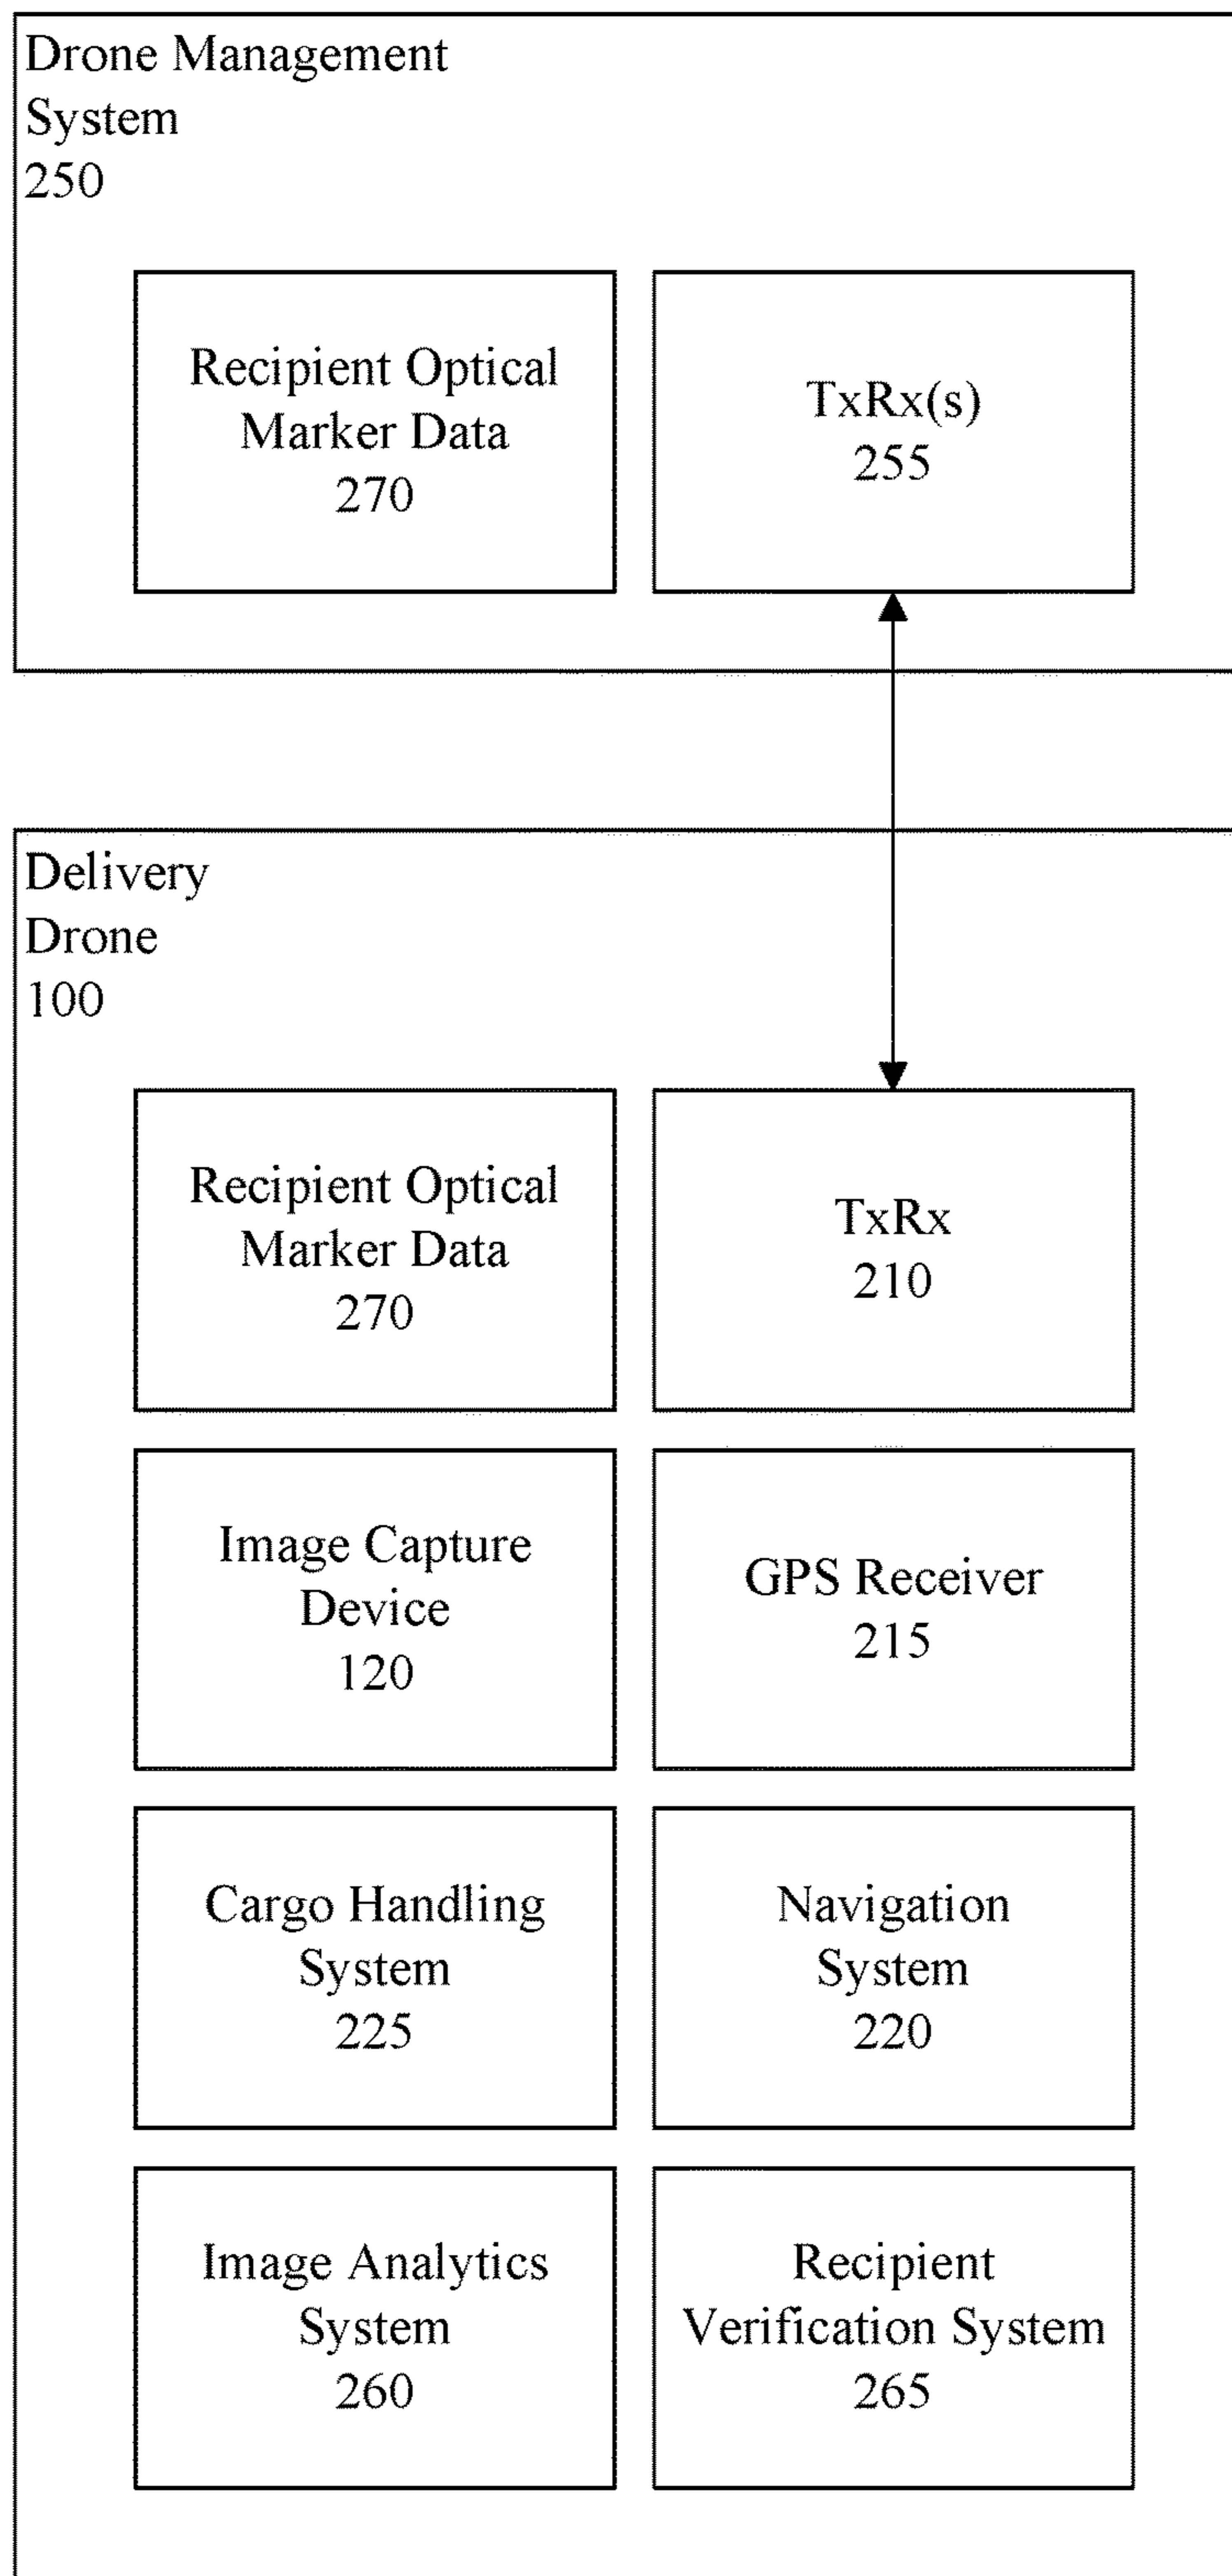 Drone Management
System
250
Recipient Optical
Marker Data
270
TxRx(s)
255
Delivery
Drone
100
Recipient Optical
Marker Data
270
TxRx
210
Image Capture
Device
120
GPS Receiver
215
Cargo Handling
System
225
Navigation
System
220
Image Analytics
System
260
Recipient
Verification System
265